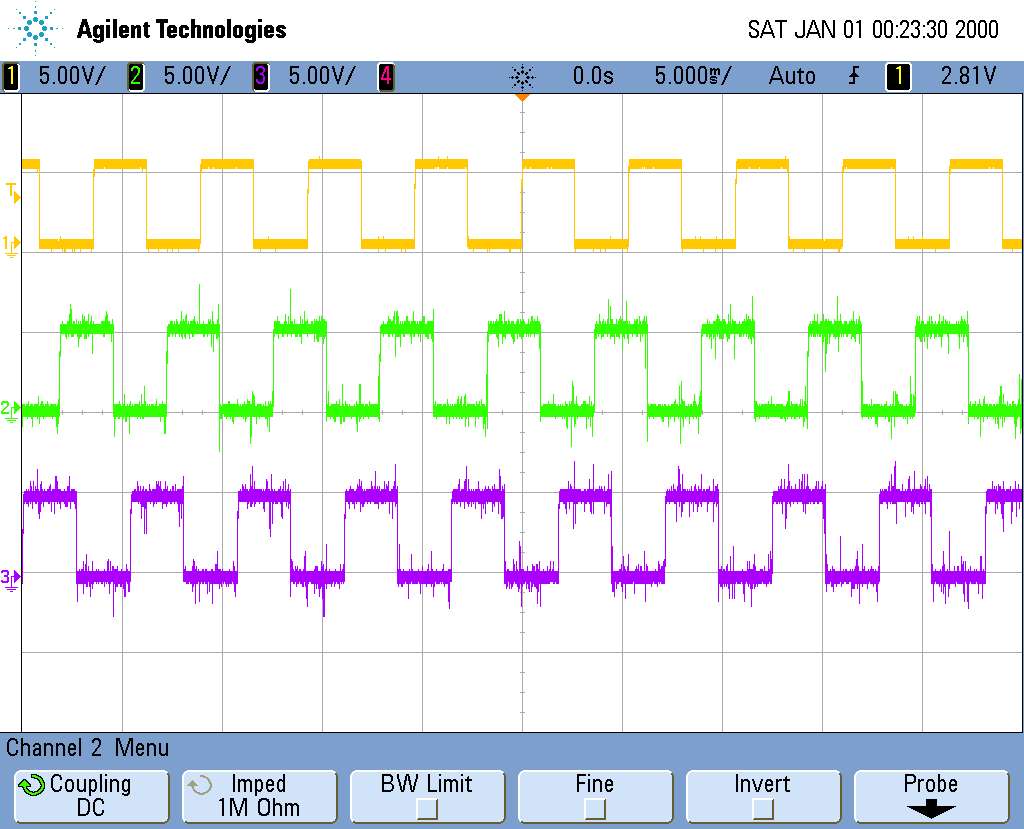 Agilent Technologies SAT JAN 01 00:23:30 2000
1 5.00V/ 2 5.00V/ 3 5.00V/ 4 0.0s 5.000ms/ Auto 1 2.81V
T
1
2
3
Channel 2 Menu
Coupling Imped BW Limit Fine Invert Probe
DC 1M Ohm